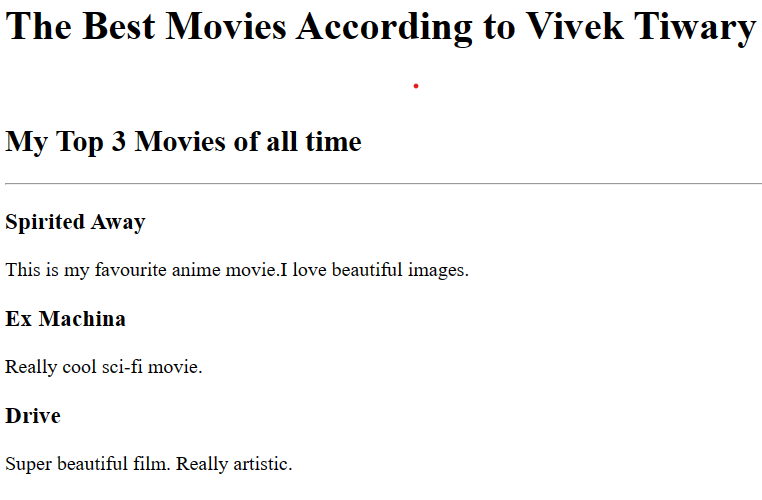 The Best Movies According to Vivek Tiwary
My Top 3 Movies of all time
Spirited Away
This is my favourite anime movie.I love beautiful images.
Ex Machina
Really cool sci-fi movie.
Drive
Super beautiful film. Really artistic.